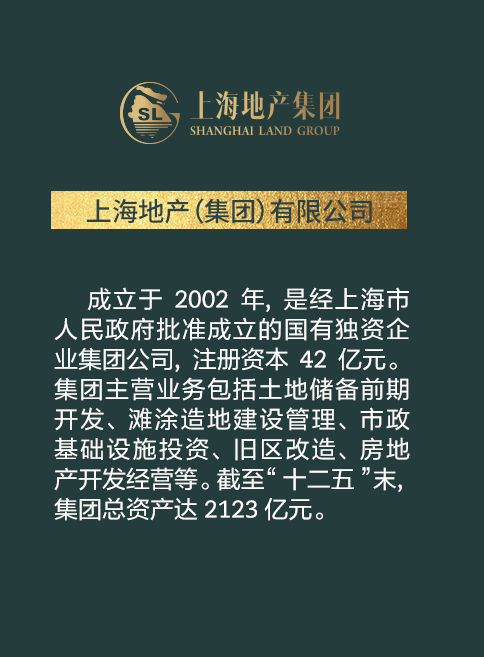 SL
上海地产集团
SHANGHAI LAND GROUP
上海地产(集团)有限公司
成立于 2002 年, 是经上海市
人民政府批准成立的国有独资企
业集团公司, 注册资本 42 亿元。
集团主营业务包括土地储备前期
开发、滩涂造地建设管理、市政
基础设施投资、旧区改造、房地
产开发经营等。截至“十二五”末,
集团总资产达 2123 亿元。